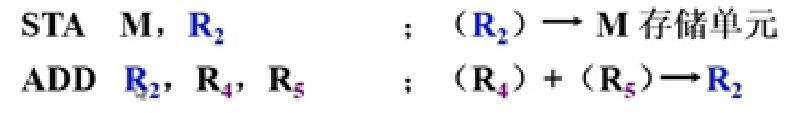 STA M, R₂ ; (R₂) → M 存储单元
ADD R₂, R₄, R₅ ; (R₄) + (R₅) → R₂